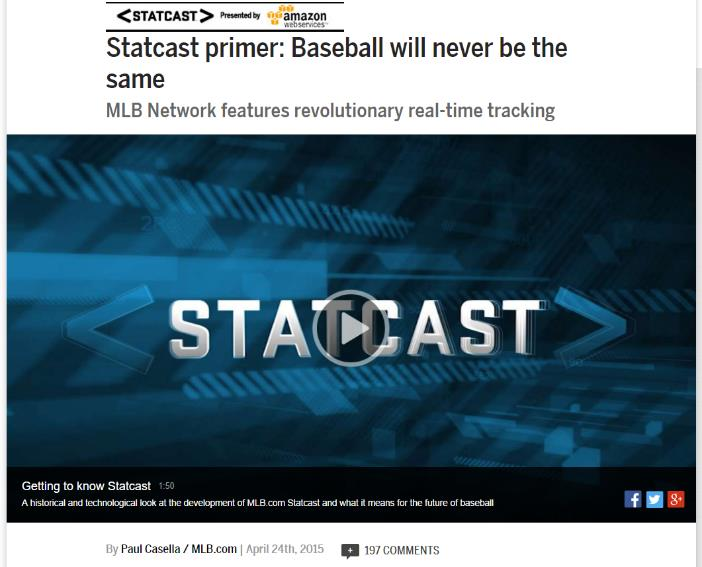 <STATCAST> Presented by amazon
webservices™
Statcast primer: Baseball will never be the
same
MLB Network features revolutionary real-time tracking
<STATCAST>
Getting to know Statcast 1:50
A historical and technological look at the development of MLB.com Statcast and what it means for the future of baseball
f g+
By Paul Casella / MLB.com | April 24th, 2015 + 197 COMMENTS